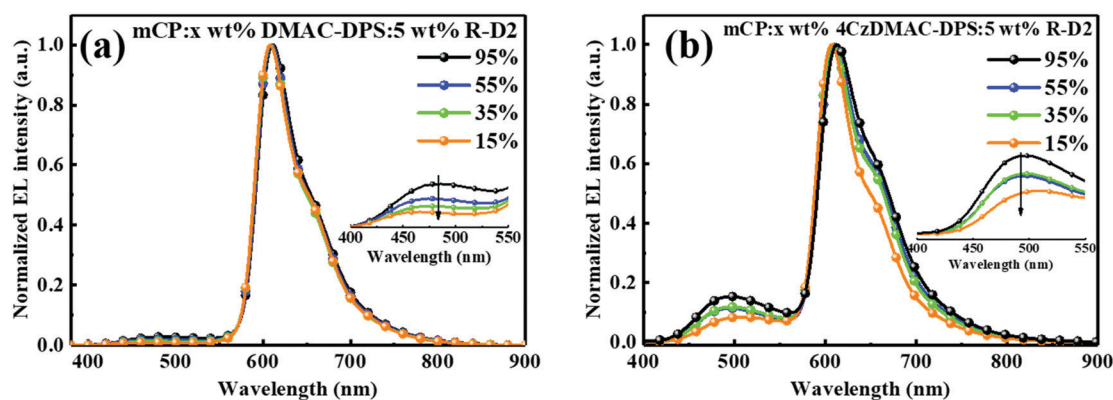 (a)
mCP:x wt% DMAC-DPS:5 wt% R-D2
95%
55%
35%
15%
Normalized EL intensity (a.u.)
1.0
0.8
0.6
0.4
0.2
0.0
400 450 500 550
Wavelength (nm)
400 500 600 700 800 900
Wavelength (nm)
(b)
mCP:x wt% 4CzDMAC-DPS:5 wt% R-D2
95%
55%
35%
15%
Normalized EL intensity (a.u.)
1.0
0.8
0.6
0.4
0.2
0.0
400 450 500 550
Wavelength (nm)
400 500 600 700 800 900
Wavelength (nm)